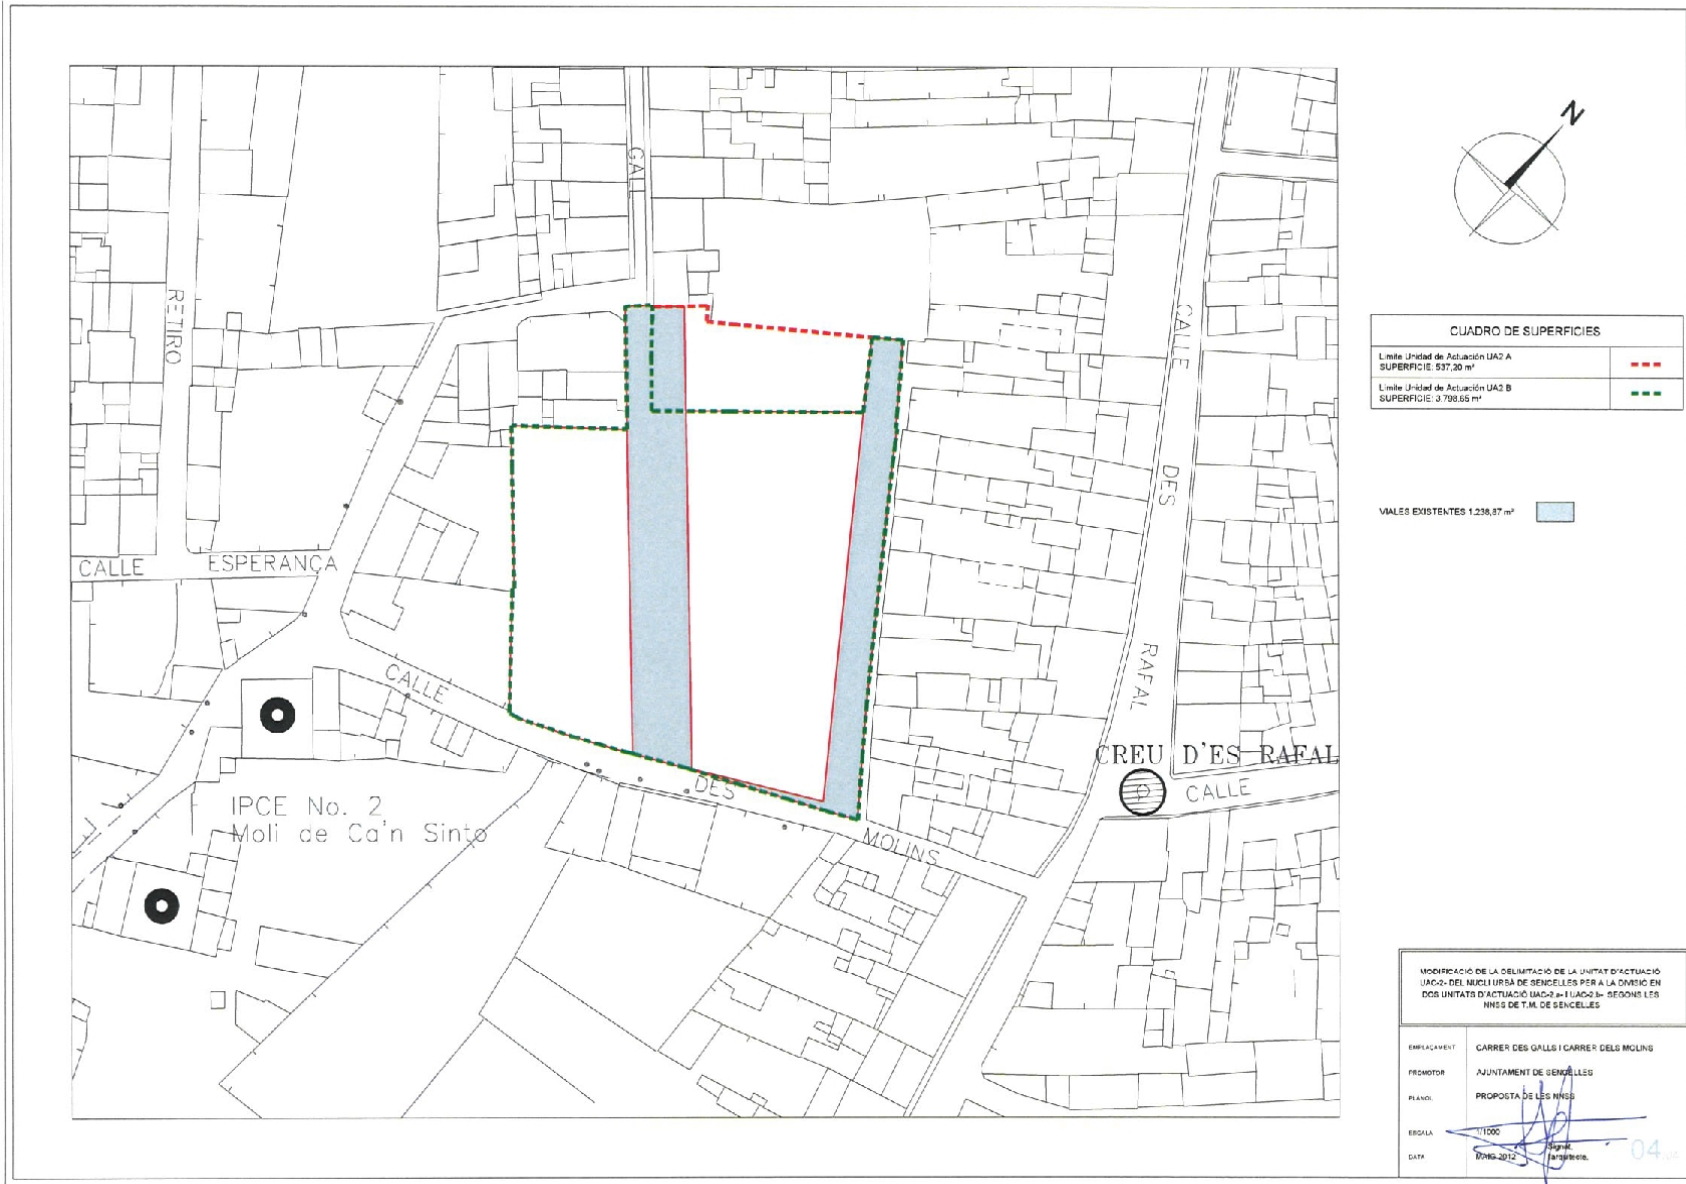 N
GALL
RETIRO
CALLE
DES
RAFAL
CALLE
ESPERANÇA
CALLE
DES
MOLINS
CREU D'ES RAFAL
CALLE
IPCE No. 2
Moli de Ca'n Sinto
CUADRO DE SUPERFICIES
Limite Unidad de Actuación UA2 A
SUPERFICIE: 537,20 m²
Limite Unidad de Actuación UA2 B
SUPERFICIE: 3.798,65 m²
VIALES EXISTENTES 1.238,87 m²
MODIFICACIÓ DE LA DELIMITACIÓ DE LA UNITAT D'ACTUACIÓ
UAC-2- DEL NUCLI URBÀ DE SENCELLES PER A LA DIVISIÓ EN
DOS UNITATS D'ACTUACIÓ UAC-2 a- I UAC-2 b- SEGONS LES
NNSS DE T.M. DE SENCELLES
EMPLAÇAMENT CARRER DES GALLS I CARRER DELS MOLINS
PROMOTOR AJUNTAMENT DE SENCELLES
PLANOL PROPOSTA DE LES NNSS
ESCALA 1/1000
DATA MAIG 2012
Signat,
l'arquitecte.
04